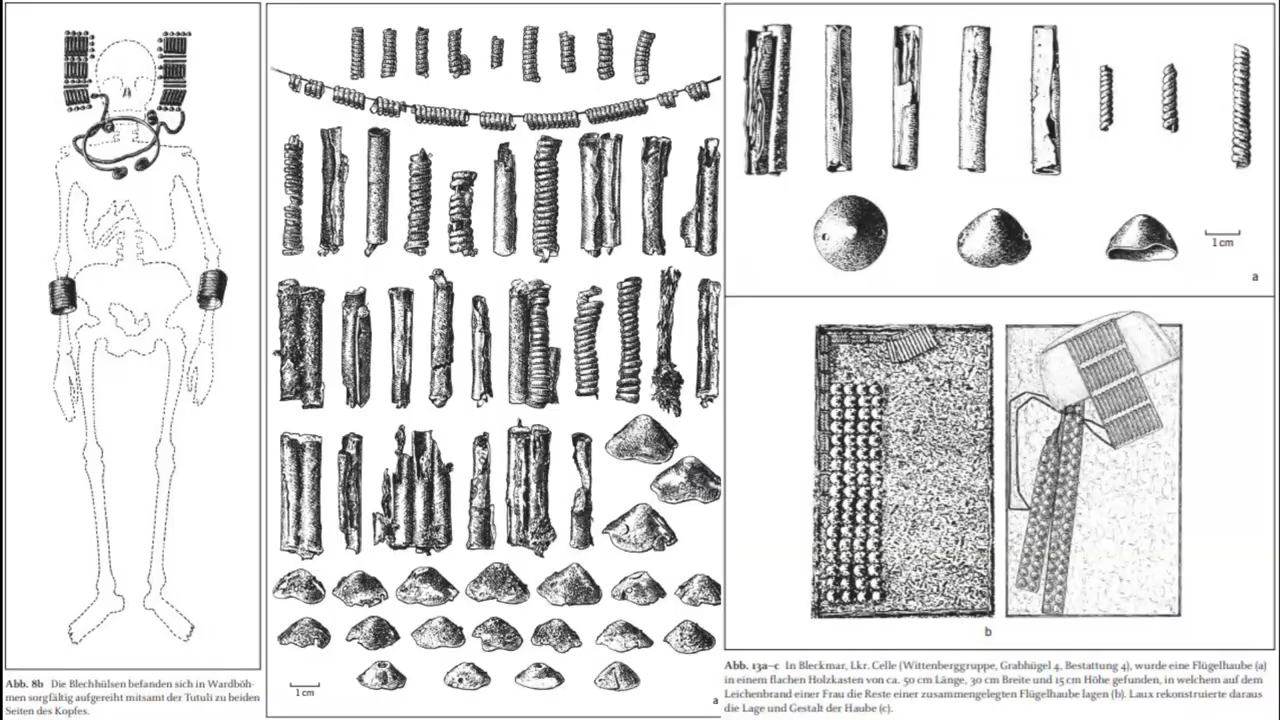 1 cm
a
1 cm
a
b
Abb. 8b Die Blechhülsen befanden sich in Wardböh-
men sorgfältig aufgereiht mitsamt der Tutuli zu beiden
Seiten des Kopfes.
Abb. 13a–c In Bleckmar, Lkr. Celle (Wittenberggruppe, Grabhügel 4, Bestattung 4), wurde eine Flügelhaube (a)
in einem flachen Holzkasten von ca. 50 cm Länge, 30 cm Breite und 15 cm Höhe gefunden, in welchem auf dem
Leichenbrand einer Frau die Reste einer zusammengelegten Flügelhaube lagen (b). Laux rekonstruierte daraus
die Lage und Gestalt der Haube (c).